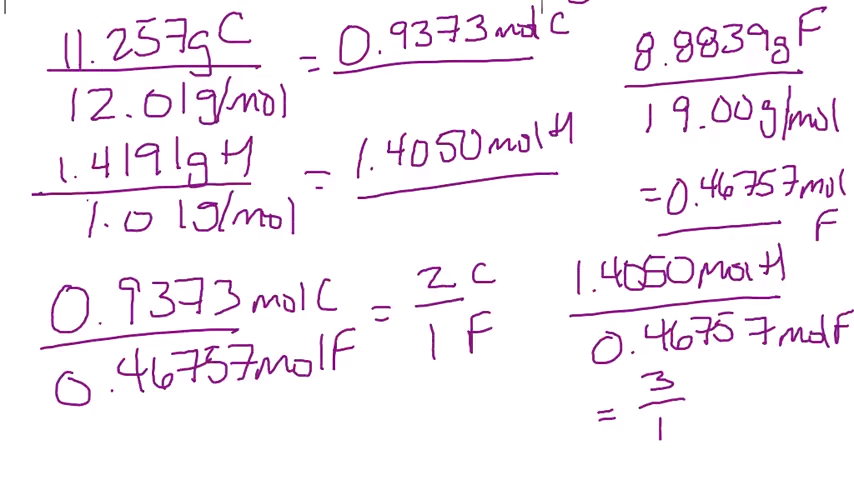 11.257g C
12.01g/mol
= 0.9373 mol C
1.4191g H
1.01g/mol
= 1.4050 mol H
8.8839g F
19.00g/mol
= 0.46757 mol
F
0.9373 mol C
0.46757 mol F
= 2 C
1 F
1.4050 mol H
0.46757 mol F
= 3
1